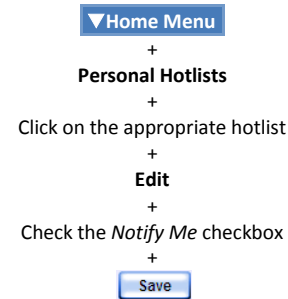 ▼Home Menu
+
Personal Hotlists
+
Click on the appropriate hotlist
+
Edit
+
Check the Notify Me checkbox
+
Save